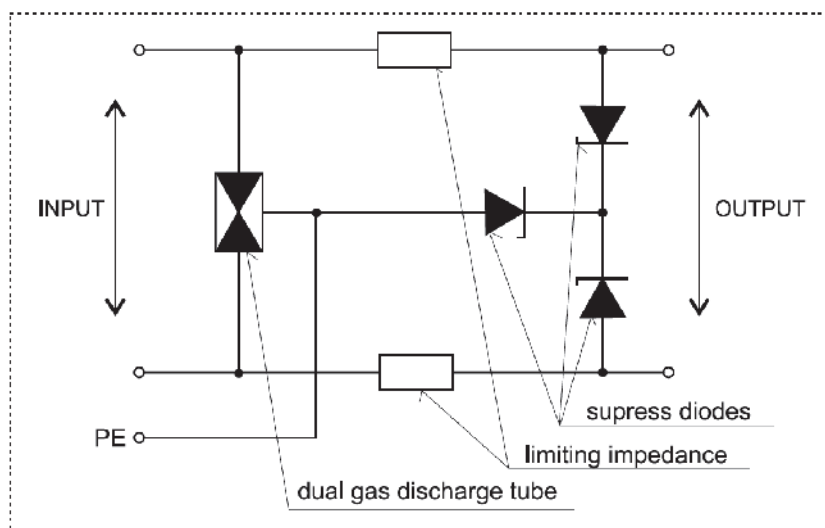 INPUT
OUTPUT
supress diodes
PE
limiting impedance
dual gas discharge tube